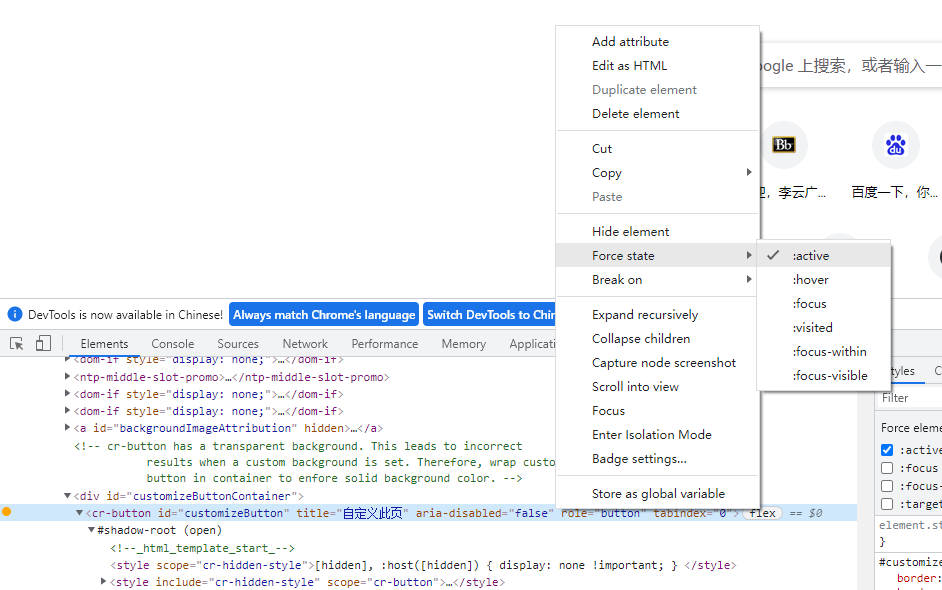 Add attribute
Edit as HTML
Duplicate element
Delete element
Cut
Copy
Paste
Hide element
Force state
Break on
Expand recursively
Collapse children
Capture node screenshot
Scroll into view
Focus
Enter Isolation Mode
Badge settings...
Store as global variable
:active
:hover
:focus
:visited
:focus-within
:focus-visible
ogle 上搜索，或者输入一
Bb
du
，李云广...
百度一下，你...
DevTools is now available in Chinese!
Always match Chrome's language
Switch DevTools to Chin
Elements Console Sources Network Performance Memory Applicati
<dom-if style="display: none;">…</dom-if>
<ntp-middle-slot-promo>…</ntp-middle-slot-promo>
<dom-if style="display: none;">…</dom-if>
<dom-if style="display: none;">…</dom-if>
<a id="backgroundImageAttribution" hidden>…</a>
<!-- cr-button has a transparent background. This leads to incorrect
results when a custom background is set. Therefore, wrap custo
button in container to enfore solid background color. -->
<div id="customizeButtonContainer">
<cr-button id="customizeButton" title="自定义此页" aria-disabled="false" role="button" tabindex="0"> flex == $0
#shadow-root (open)
<!--_html_template_start_-->
<style scope="cr-hidden-style">[hidden], :host([hidden]) { display: none !important; } </style>
<style include="cr-hidden-style" scope="cr-button">…</style>
yles C
Filter
Force eleme
:active
:focus
:focus-
:target
element.st
}
#customize
border: